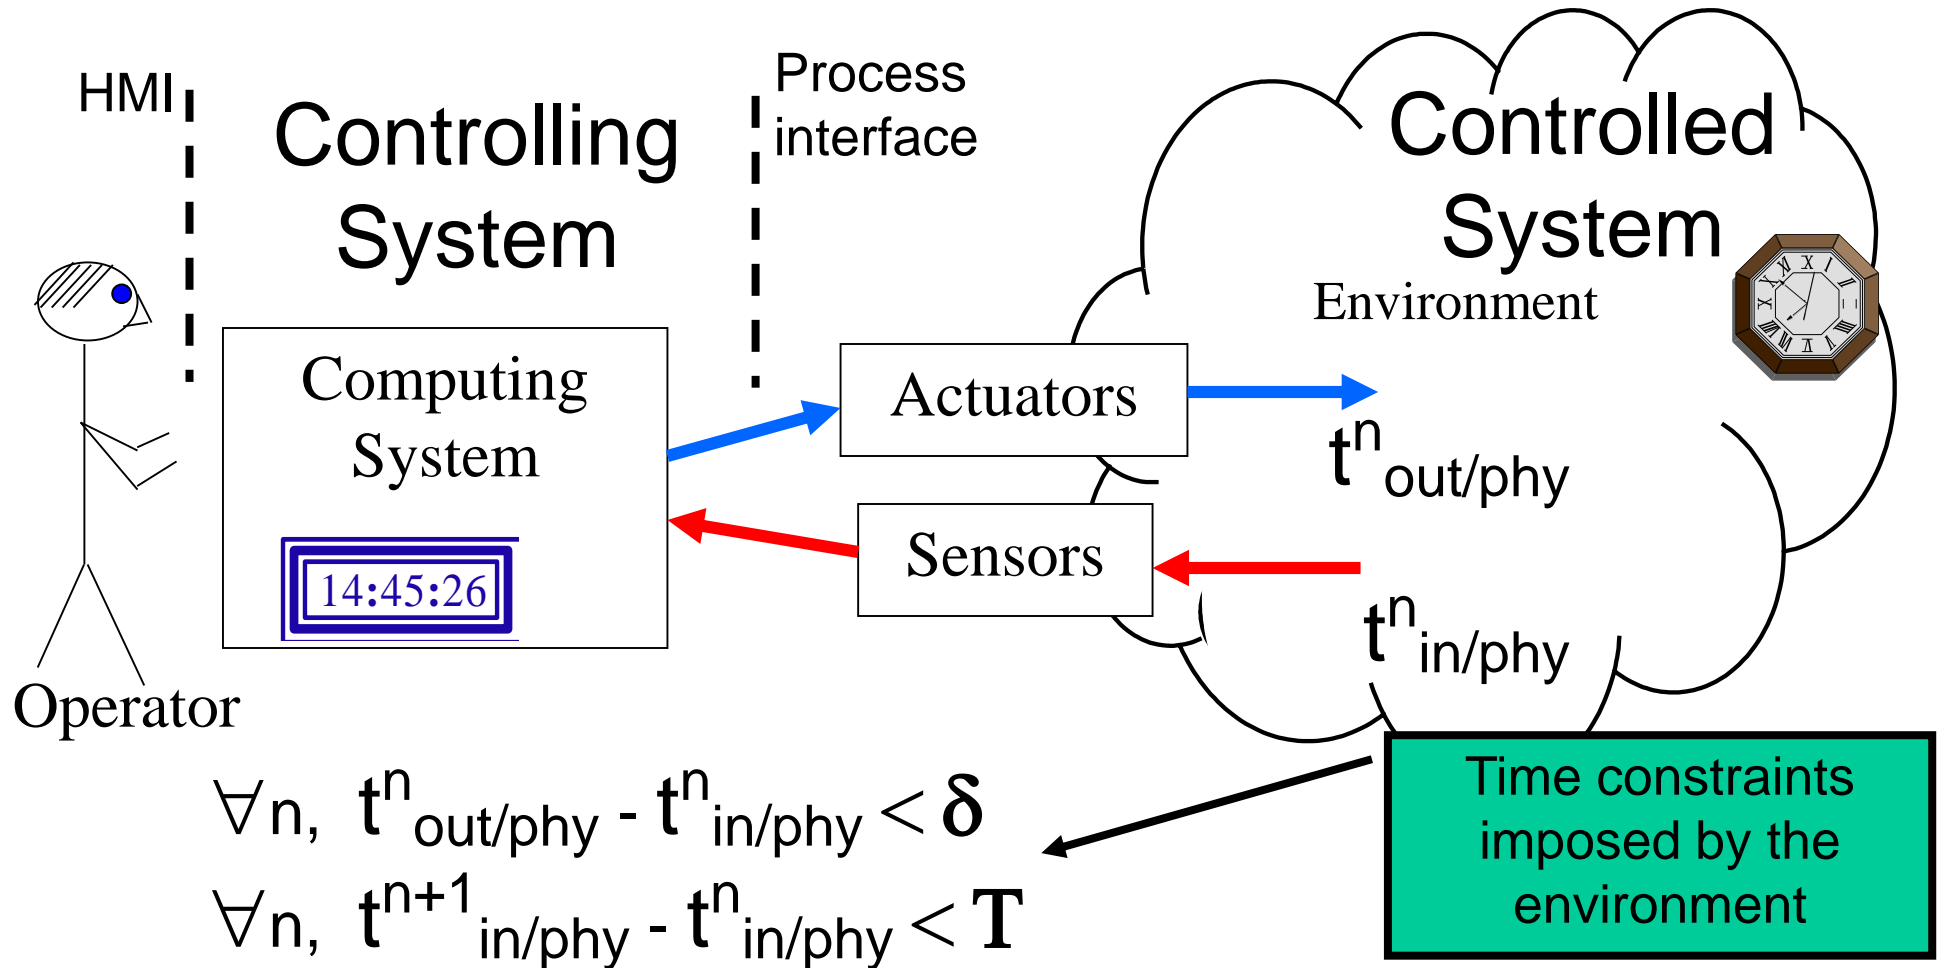 HMI
Controlling
System
Process
interface
Controlled
System
Environment
Computing
System
14:45:26
Actuators
Sensors
tⁿout/phy
tⁿin/phy
Operator
∀n, tⁿout/phy - tⁿin/phy < δ
∀n, tⁿ⁺¹in/phy - tⁿin/phy < T
Time constraints
imposed by the
environment